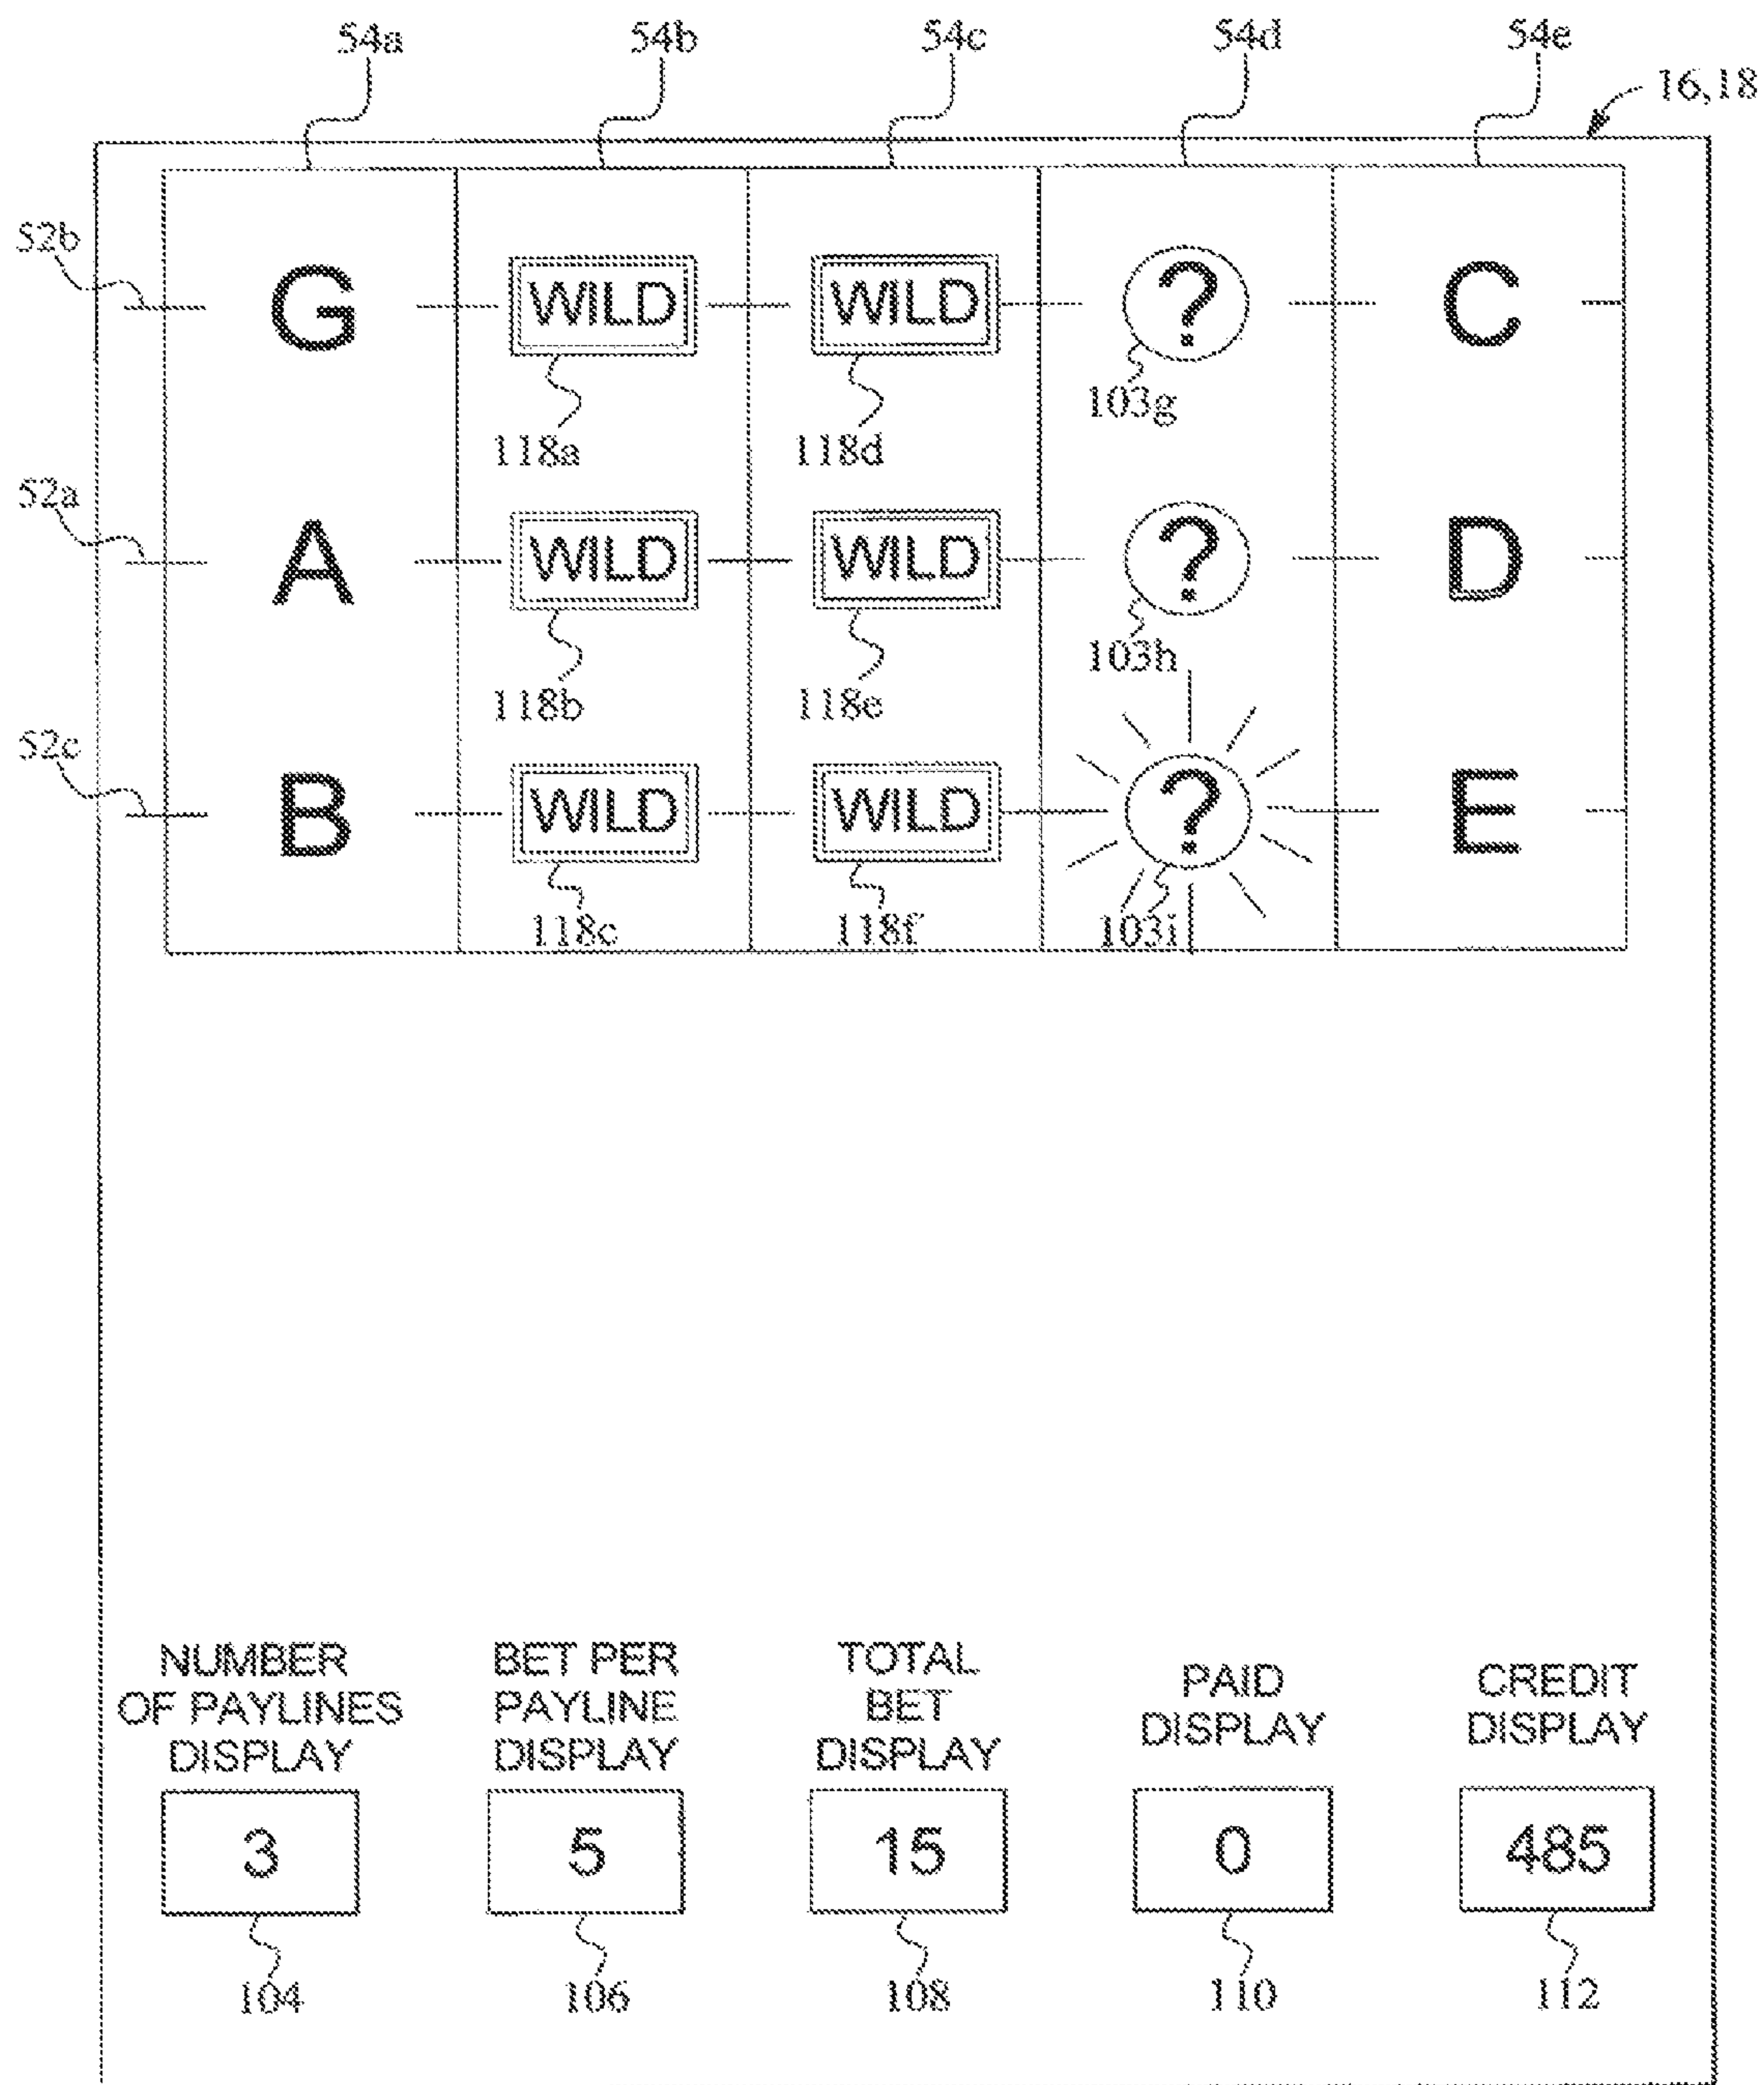 54a 54b 54c 54d 54e
16,18
52b
G WILD WILD ? C
103g
118a 118d
52a
A WILD WILD ? D
103h
118b 118e
52c
B WILD WILD ? E
118c 118f 103i
NUMBER
OF PAYLINES
DISPLAY
BET PER
PAYLINE
DISPLAY
TOTAL
BET
DISPLAY
PAID
DISPLAY
CREDIT
DISPLAY
3 5 15 0 485
104 106 108 110 112